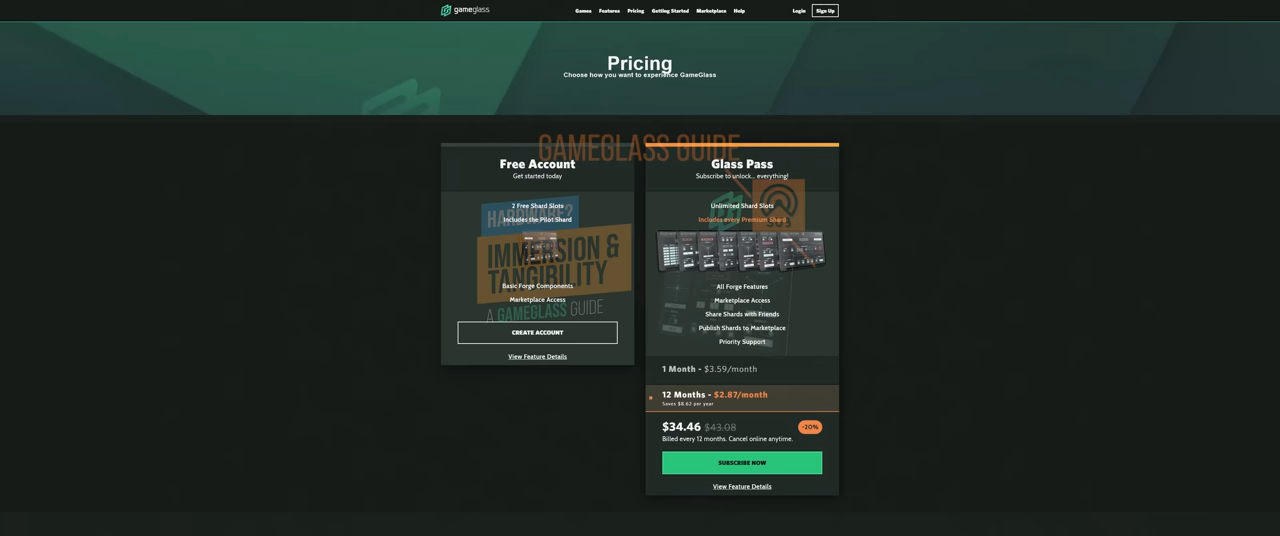 gameglass
Games Features Pricing Getting Started Marketplace Help
Login Sign Up
Pricing
Choose how you want to experience GameGlass
GAMEGLASS GUIDE
Free Account
Get started today
2 Free Shard Slots
HARDWARE?
Includes the Pilot Shard
IMMERSION &
TANGIBILITY
Basic Forge Components
Marketplace Access
A GAMEGLASS GUIDE
CREATE ACCOUNT
View Feature Details
Glass Pass
Subscribe to unlock... everything!
Unlimited Shard Slots
Includes every Premium Shard
All Forge Features
Marketplace Access
Share Shards with Friends
Publish Shards to Marketplace
Priority Support
1 Month - $3.59/month
12 Months - $2.87/month
Saves $8.62 per year
$34.46 $43.08
-20%
Billed every 12 months. Cancel online anytime.
SUBSCRIBE NOW
View Feature Details